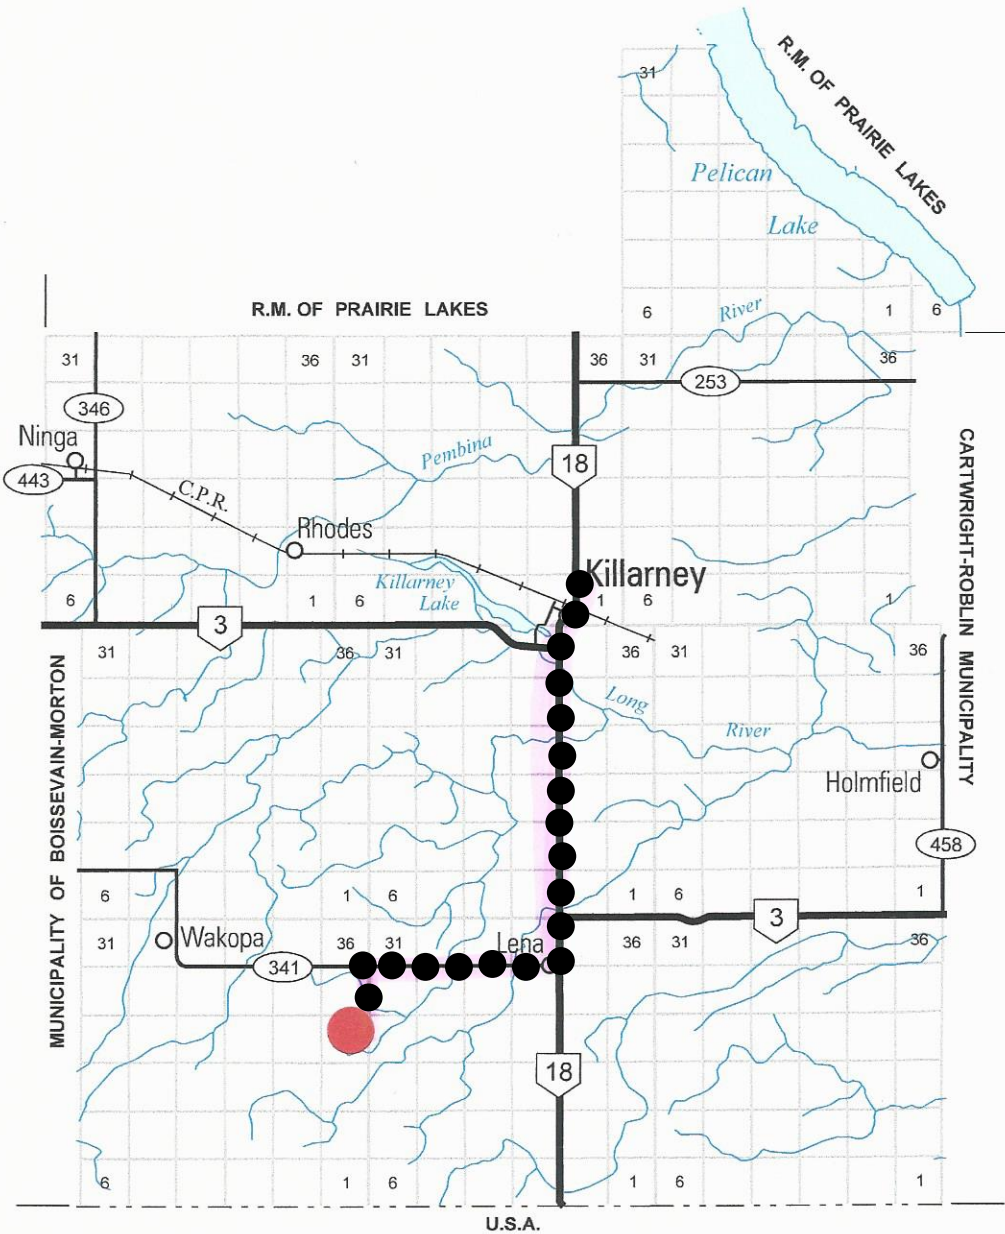 R.M. OF PRAIRIE LAKES
31
Pelican
Lake
R.M. OF PRAIRIE LAKES
6
River
1
6
31
36
31
36
31
36
253
346
Ninga
443
C.P.R.
Pembina
18
Rhodes
Killarney
Killarney
Lake
6
1
6
1
6
1
3
31
36
31
36
31
36
CARTWRIGHT-ROBLIN MUNICIPALITY
MUNICIPALITY OF BOISSEVAIN-MORTON
Long
River
Holmfield
458
6
1
6
1
6
1
3
31
Wakopa
36
31
Lena
36
31
36
341
18
6
1
6
1
6
1
U.S.A.